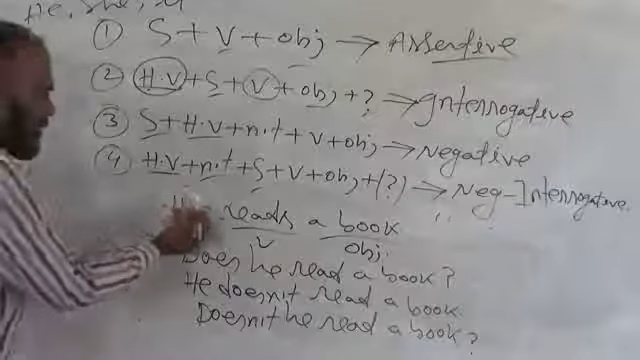 He, She, It
① S + V + obj → Assertive
② H.V + S + V + obj + ? → Interrogative
③ S + H.V + n.t + V + obj → Negative
④ H.V + n.t + S + V + obj + (?) → Neg-Interrogative
reads a book
V obj.
Does he read a book?
He doesn't read a book.
Doesn't he read a book?